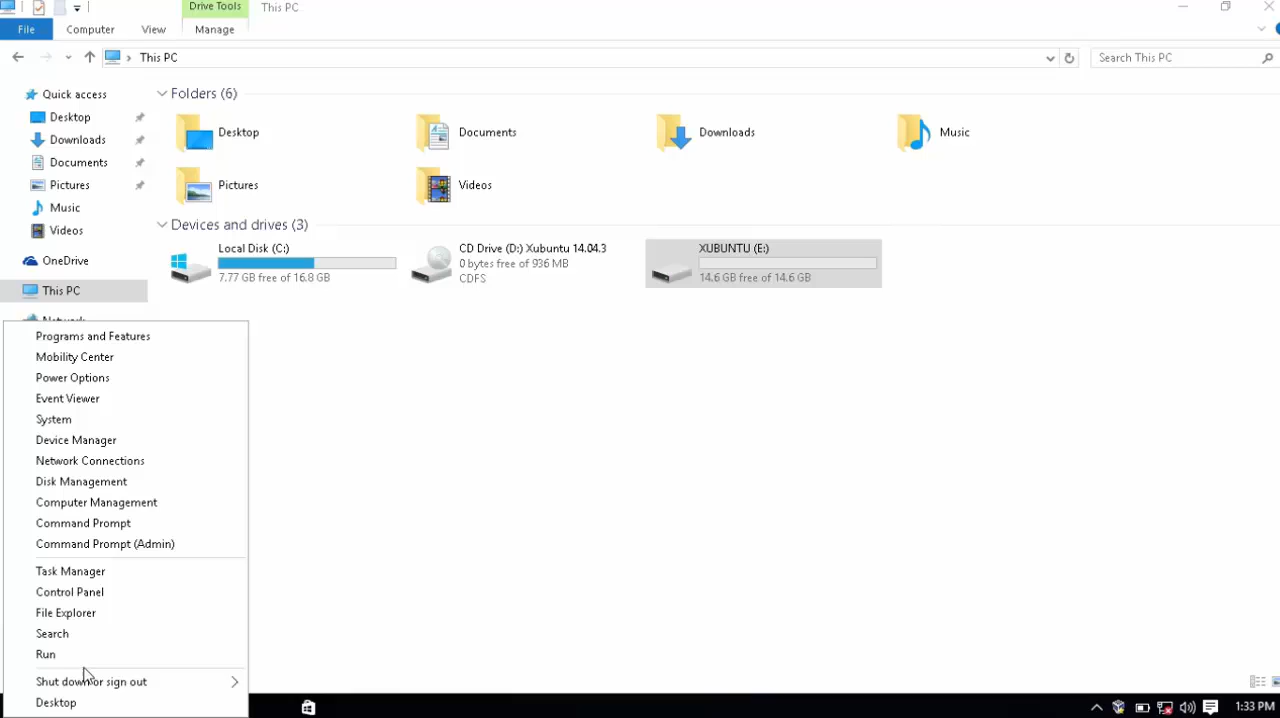 Drive Tools
This PC
File
Computer
View
Manage
This PC
Search This PC
Quick access
Desktop
Downloads
Documents
Pictures
Music
Videos
OneDrive
This PC
Network
Folders (6)
Desktop
Documents
Downloads
Music
Pictures
Videos
Devices and drives (3)
Local Disk (C:)
7.77 GB free of 16.8 GB
CD Drive (D:) Xubuntu 14.04.3
0 bytes free of 936 MB
CDFS
XUBUNTU (E:)
14.6 GB free of 14.6 GB
Programs and Features
Mobility Center
Power Options
Event Viewer
System
Device Manager
Network Connections
Disk Management
Computer Management
Command Prompt
Command Prompt (Admin)
Task Manager
Control Panel
File Explorer
Search
Run
Shut down or sign out
Desktop
1:33 PM